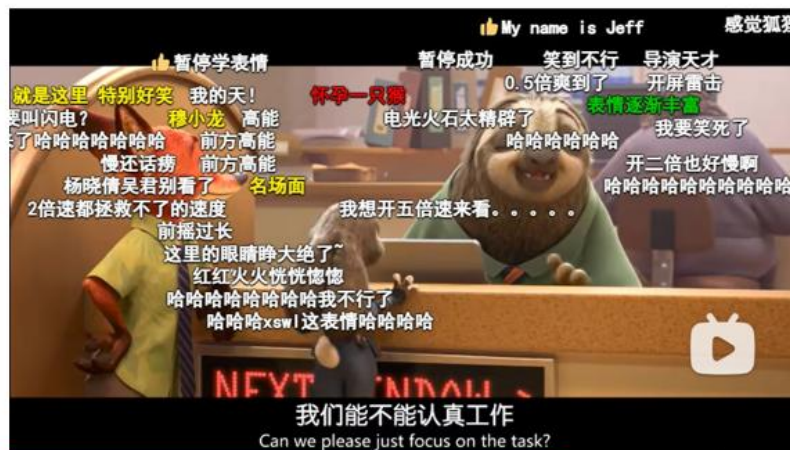 My name is Jeff
感觉狐狸
暂停学表情
暂停成功
笑到不行
导演天才
0.5倍爽到了
开屏雷击
就是这里
特别好笑
我的天!
怀孕一只猴
表情逐渐丰富
要叫闪电?
穆小龙
高能
电光火石太精辟了
我要笑死了
来了哈哈哈哈哈哈哈
前方高能
哈哈哈哈哈哈
慢还话痨
前方高能
开二倍也好慢啊
杨晓倩吴君别看了
名场面
哈哈哈哈哈哈哈哈哈哈
2倍速都拯救不了的速度
我想开五倍速来看。。。。。
前摇过长
这里的眼睛睁大绝了~
红红火火恍恍惚惚
哈哈哈哈哈哈哈哈我不行了
哈哈哈xswl这表情哈哈哈哈
NEXT WINDOW >
我们能不能认真工作
Can we please just focus on the task?